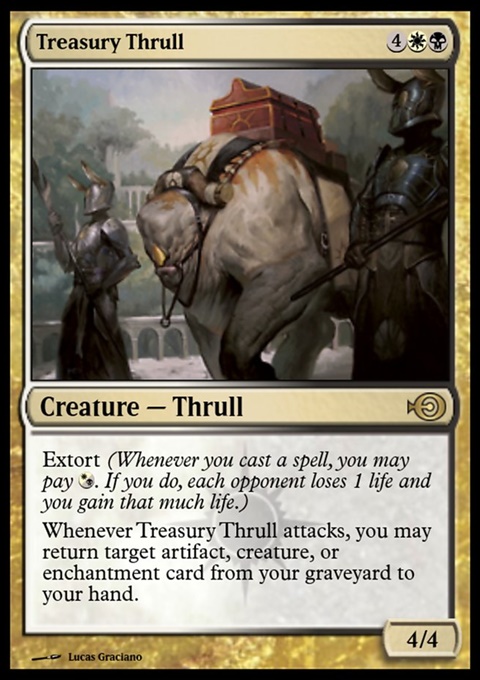 Treasury Thrull 4
Creature — Thrull
Extort (Whenever you cast a spell, you may
pay . If you do, each opponent loses 1 life and
you gain that much life.)
Whenever Treasury Thrull attacks, you may
return target artifact, creature, or
enchantment card from your graveyard to
your hand.
4/4
Lucas Graciano